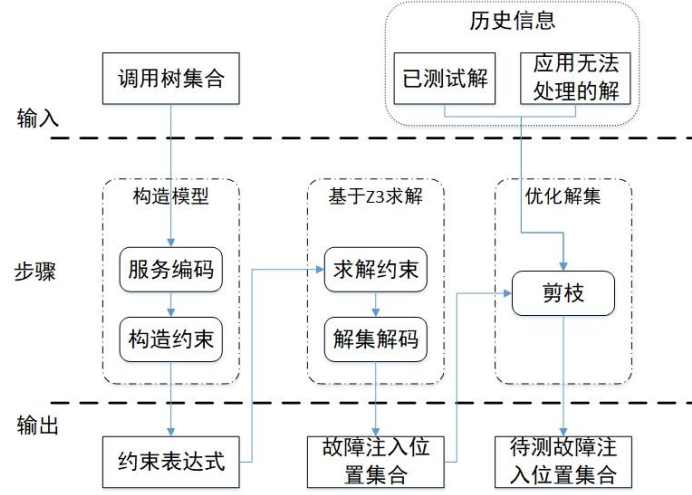 历史信息
调用树集合
已测试解
应用无法
处理的解
输入
构造模型
基于Z3求解
优化解集
步骤
服务编码
求解约束
剪枝
构造约束
解集解码
输出
约束表达式
故障注入位
置集合
待测故障注
入位置集合